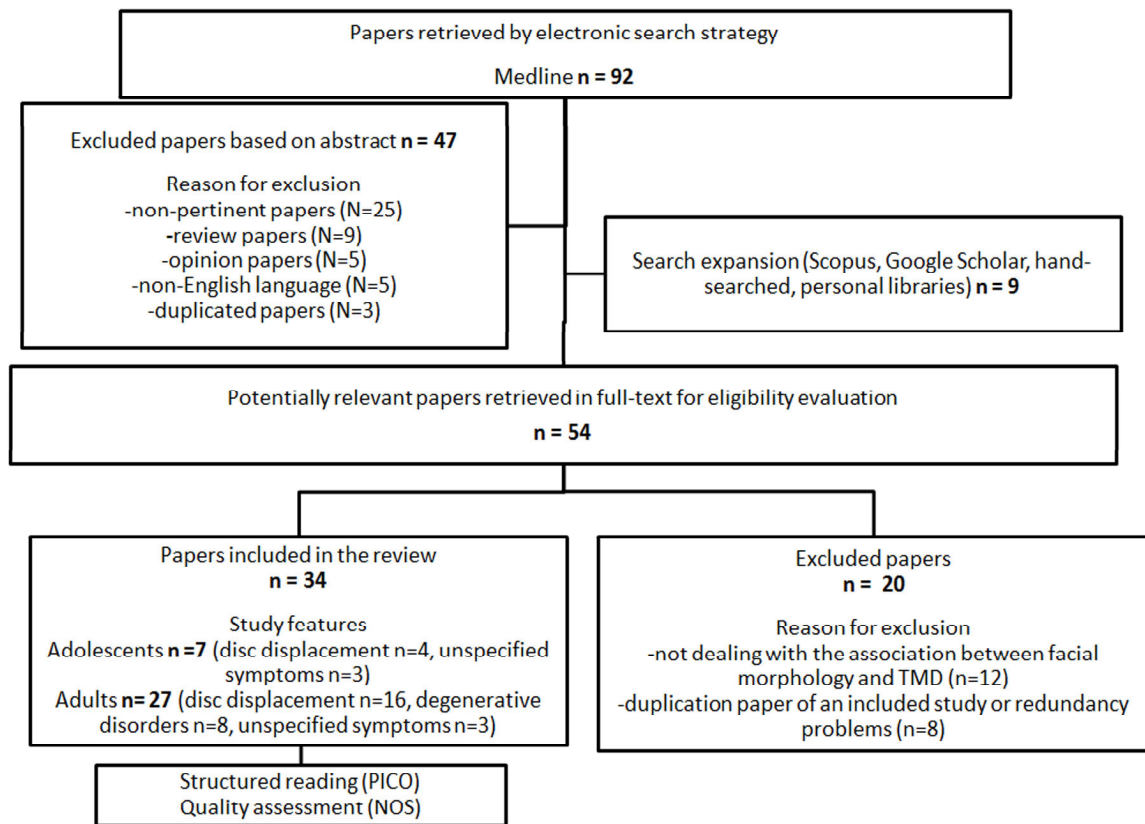 Papers retrieved by electronic search strategy
Medline n = 92
Excluded papers based on abstract n = 47
Reason for exclusion
-non-pertinent papers (N=25)
-review papers (N=9)
-opinion papers (N=5)
-non-English language (N=5)
-duplicated papers (N=3)
Search expansion (Scopus, Google Scholar, hand-
searched, personal libraries) n = 9
Potentially relevant papers retrieved in full-text for eligibility evaluation
n = 54
Papers included in the review
n = 34
Study features
Adolescents n =7 (disc displacement n=4, unspecified
symptoms n=3)
Adults n= 27 (disc displacement n=16, degenerative
disorders n=8, unspecified symptoms n=3)
Excluded papers
n = 20
Reason for exclusion
-not dealing with the association between facial
morphology and TMD (n=12)
-duplication paper of an included study or redundancy
problems (n=8)
Structured reading (PICO)
Quality assessment (NOS)